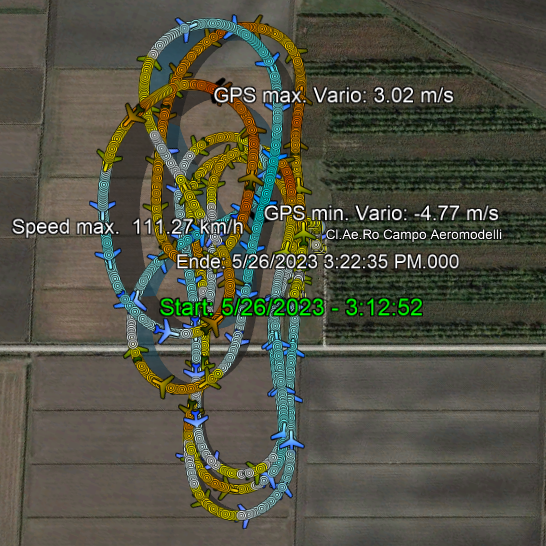 GPS max. Vario: 3.02 m/s
GPS min. Vario: -4.77 m/s
Speed max.  111.27 km/h
Cl.Ae.Ro Campo Aeromodelli
Ende: 5/26/2023 3:22:35 PM.000
Start: 5/26/2023 - 3:12:52